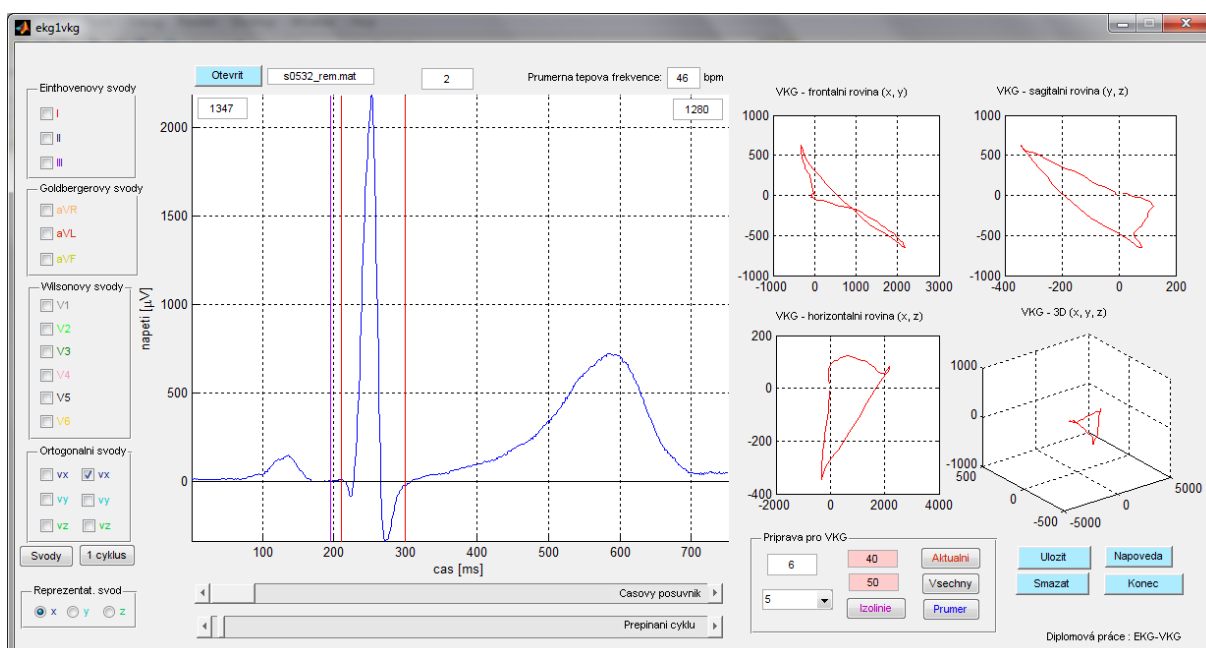 ekg1vkg
Einthovenovy svody
I
II
III
Goldbergerovy svody
aVR
aVL
aVF
Wilsonovy svody
V1
V2
V3
V4
V5
V6
Ortogonalni svody
vx vx
vy vy
vz vz
Svody 1 cyklus
Reprezentat. svod
x y z
Otevrit s0532_rem.mat 2 Prumerna tepova frekvence: 46 bpm
1347 1280
napeti [µV]
2000
1500
1000
500
0
100 200 300 400 500 600 700
cas [ms]
Casovy posuvnik
Prepinani cyklu
VKG - frontalni rovina (x, y)
1000
500
0
-500
-1000
-1000 0 1000 2000 3000
VKG - sagitalni rovina (y, z)
1000
500
0
-500
-1000
-400 -200 0 200
VKG - horizontalni rovina (x, z)
200
0
-200
-400
-2000 0 2000 4000
VKG - 3D (x, y, z)
1000
0
-1000
500
0
-500
-5000
0
5000
Priprava pro VKG
6 40 Aktualni
5 50 Vsechny
Izolinie Prumer
Ulozit Napoveda
Smazat Konec
Diplomová práce : EKG-VKG